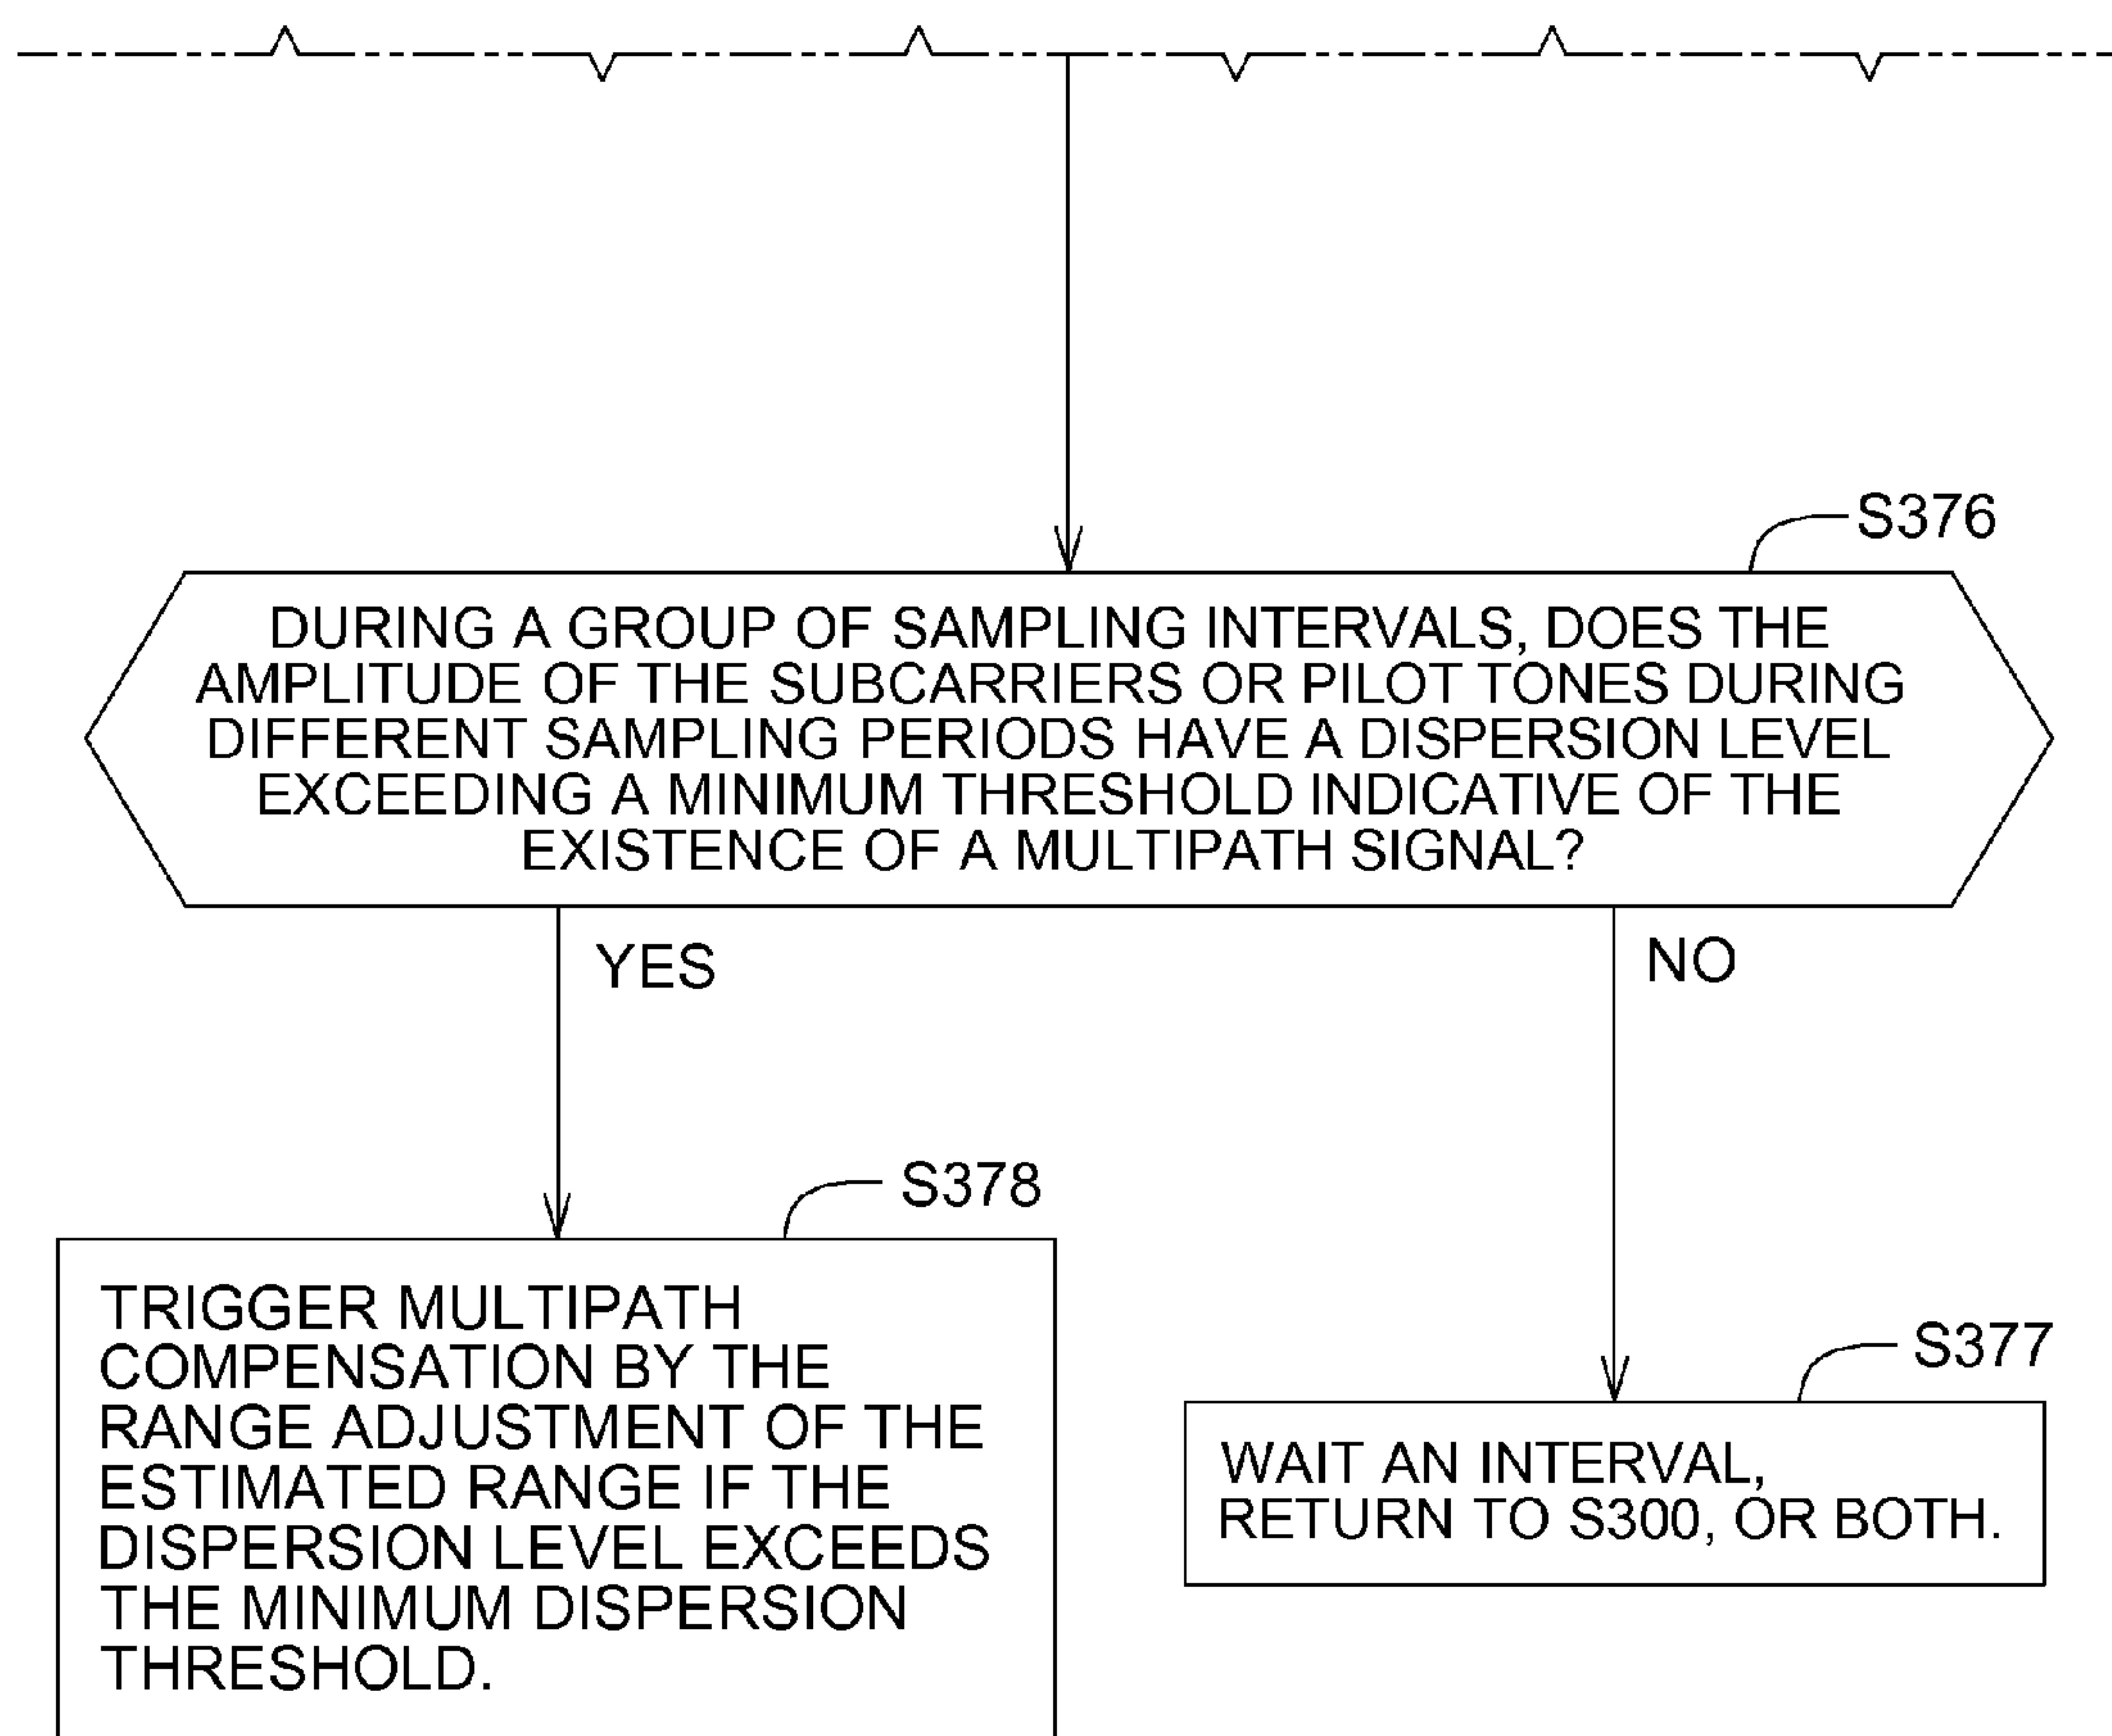 S376
DURING A GROUP OF SAMPLING INTERVALS, DOES THE
AMPLITUDE OF THE SUBCARRIERS OR PILOT TONES DURING
DIFFERENT SAMPLING PERIODS HAVE A DISPERSION LEVEL
EXCEEDING A MINIMUM THRESHOLD INDICATIVE OF THE
EXISTENCE OF A MULTIPATH SIGNAL?
YES
NO
S378
TRIGGER MULTIPATH
COMPENSATION BY THE
RANGE ADJUSTMENT OF THE
ESTIMATED RANGE IF THE
DISPERSION LEVEL EXCEEDS
THE MINIMUM DISPERSION
THRESHOLD.
S377
WAIT AN INTERVAL,
RETURN TO S300, OR BOTH.